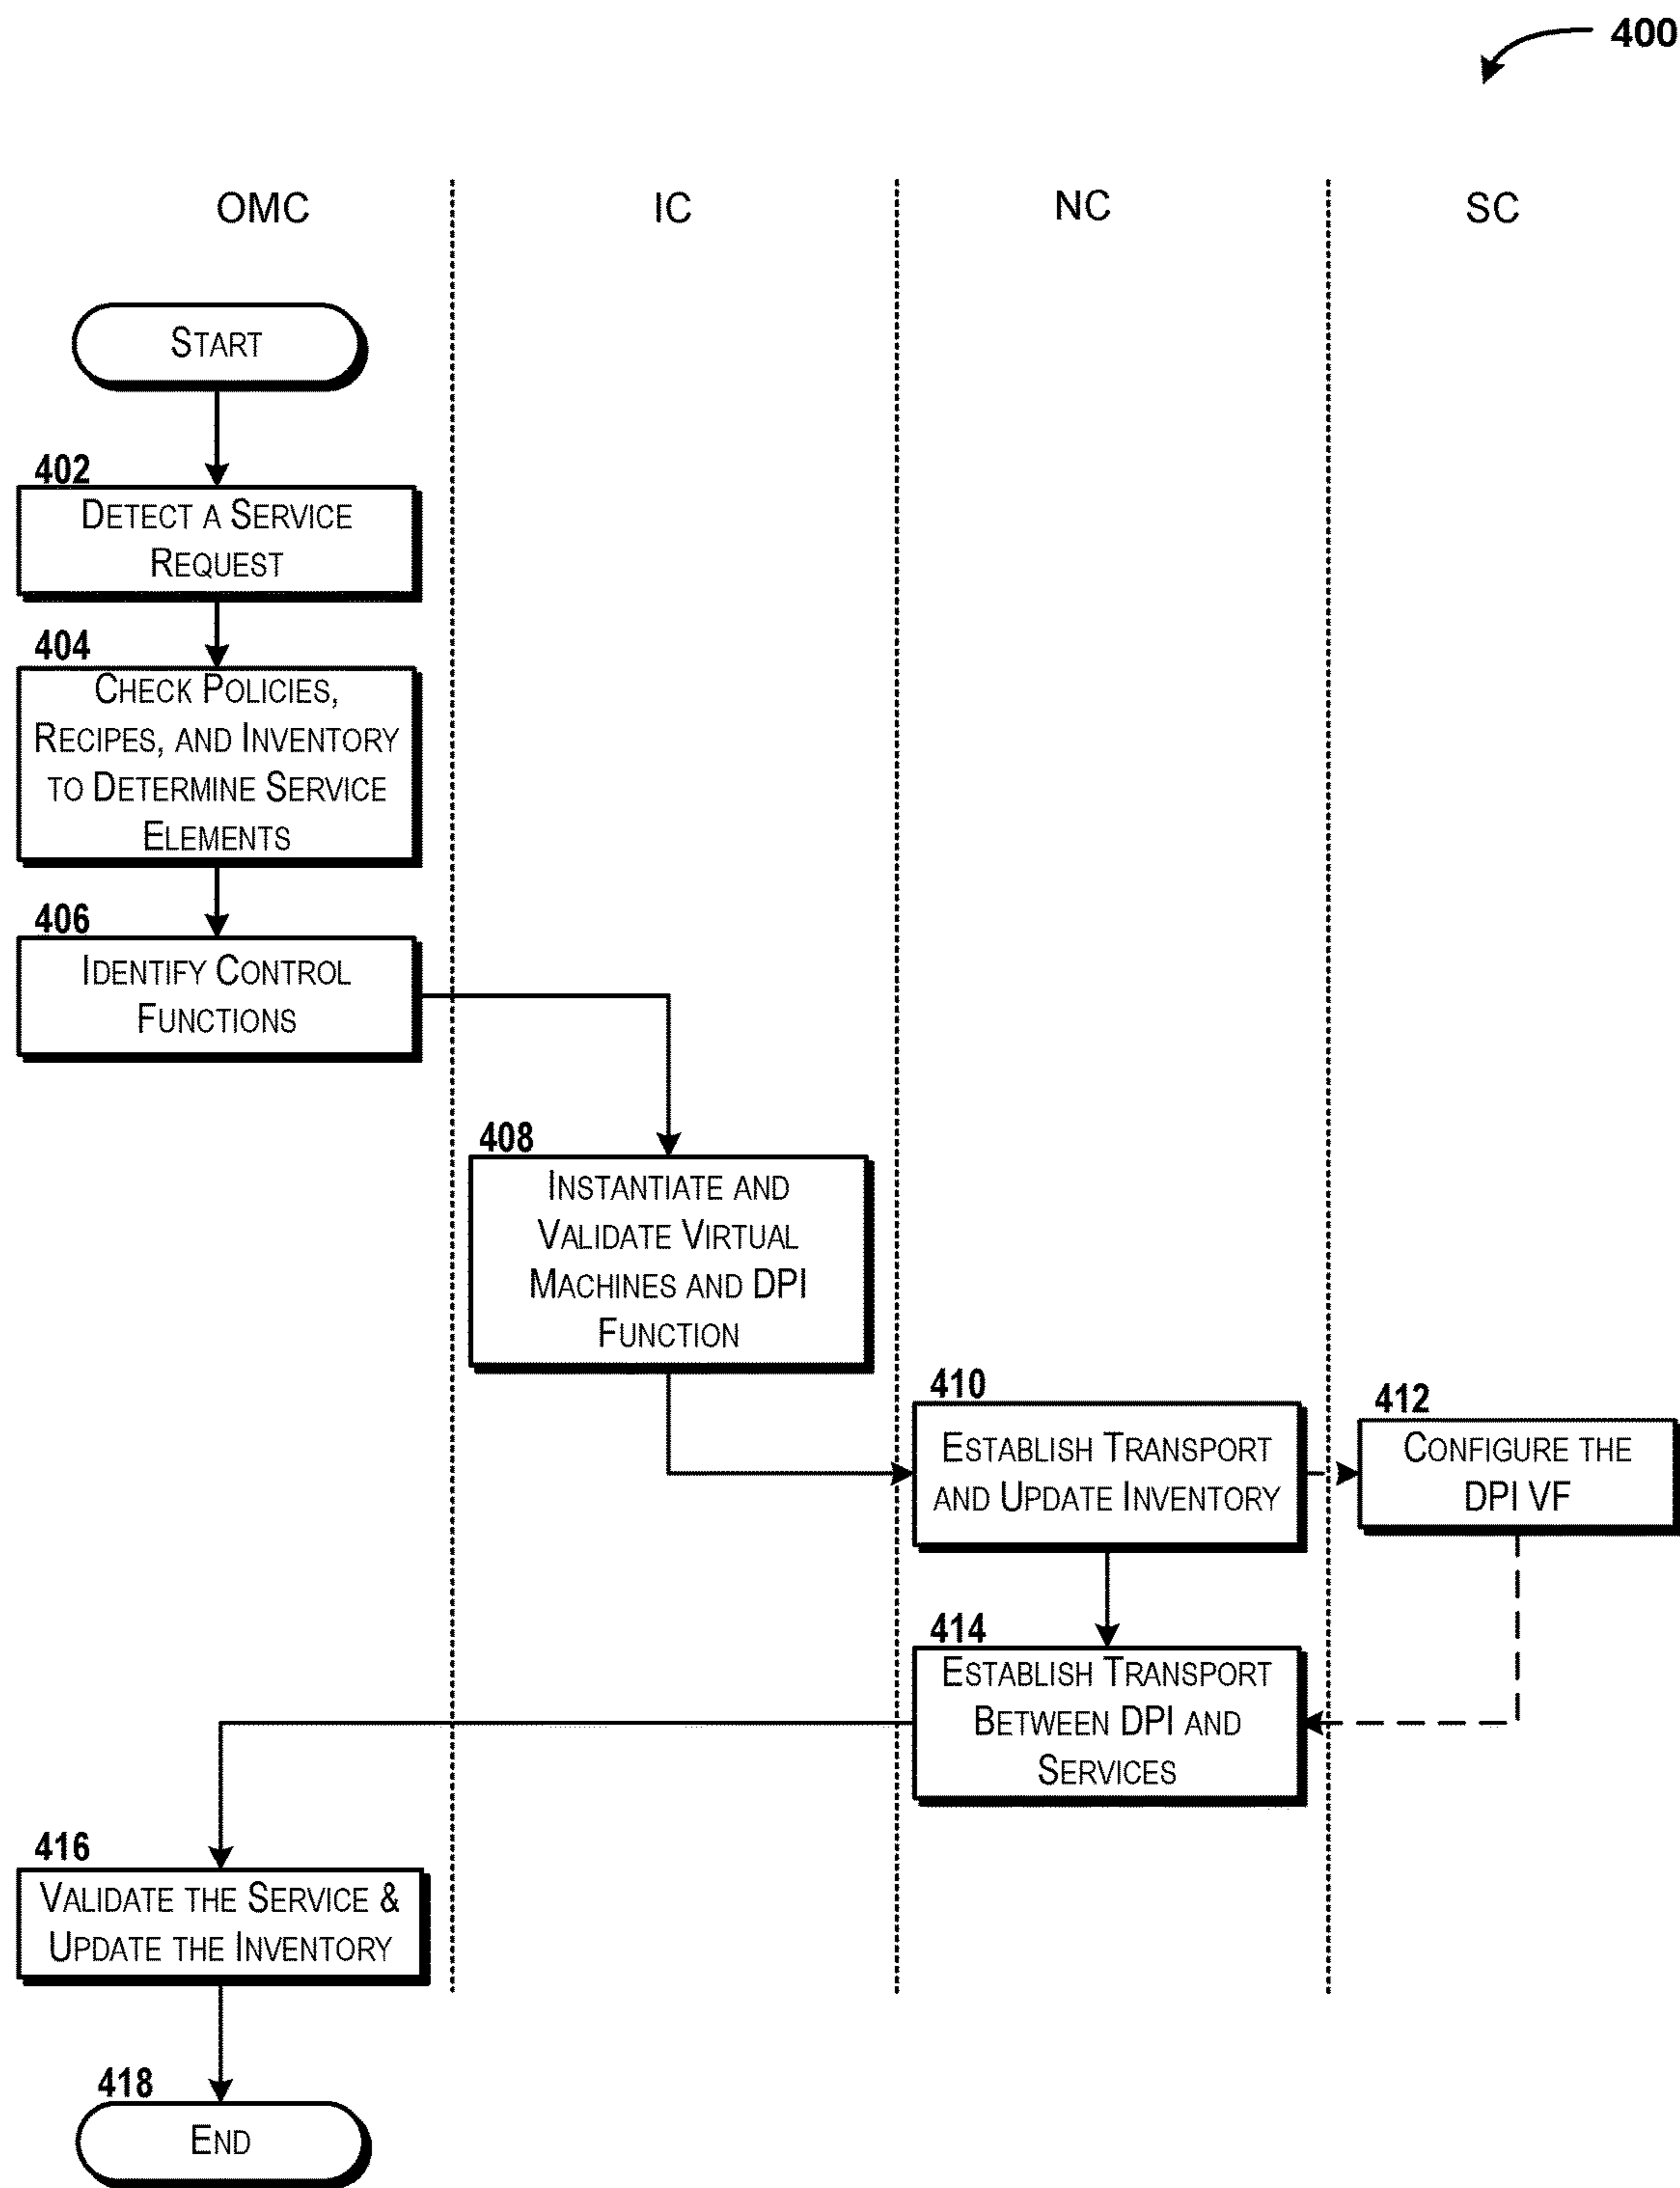 400
OMC
IC
NC
SC
START
402
DETECT A SERVICE
REQUEST
404
CHECK POLICIES,
RECIPES, AND INVENTORY
TO DETERMINE SERVICE
ELEMENTS
406
IDENTIFY CONTROL
FUNCTIONS
408
INSTANTIATE AND
VALIDATE VIRTUAL
MACHINES AND DPI
FUNCTION
410
ESTABLISH TRANSPORT
AND UPDATE INVENTORY
412
CONFIGURE THE
DPI VF
414
ESTABLISH TRANSPORT
BETWEEN DPI AND
SERVICES
416
VALIDATE THE SERVICE &
UPDATE THE INVENTORY
418
END